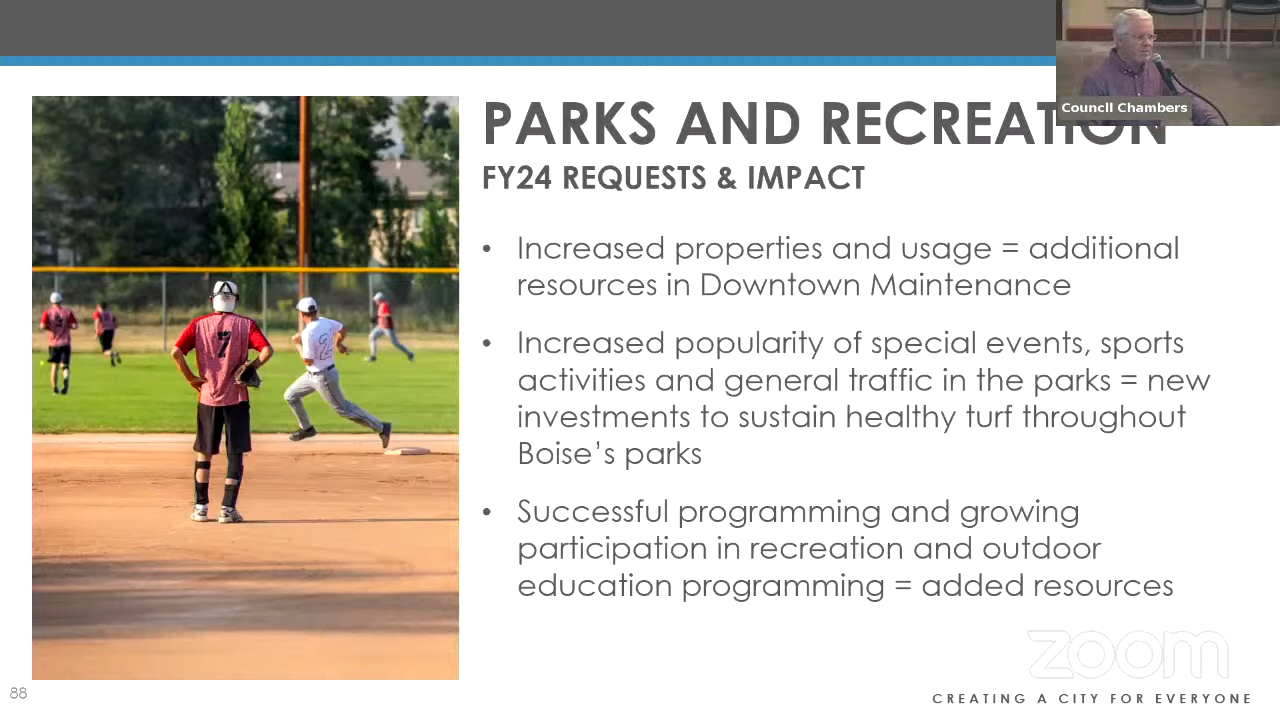 Council Chambers
PARKS AND RECREATION
FY24 REQUESTS & IMPACT
• Increased properties and usage = additional
resources in Downtown Maintenance
• Increased popularity of special events, sports
activities and general traffic in the parks = new
investments to sustain healthy turf throughout
Boise's parks
• Successful programming and growing
participation in recreation and outdoor
education programming = added resources
7
2
zoom
88
CREATING A CITY FOR EVERYONE